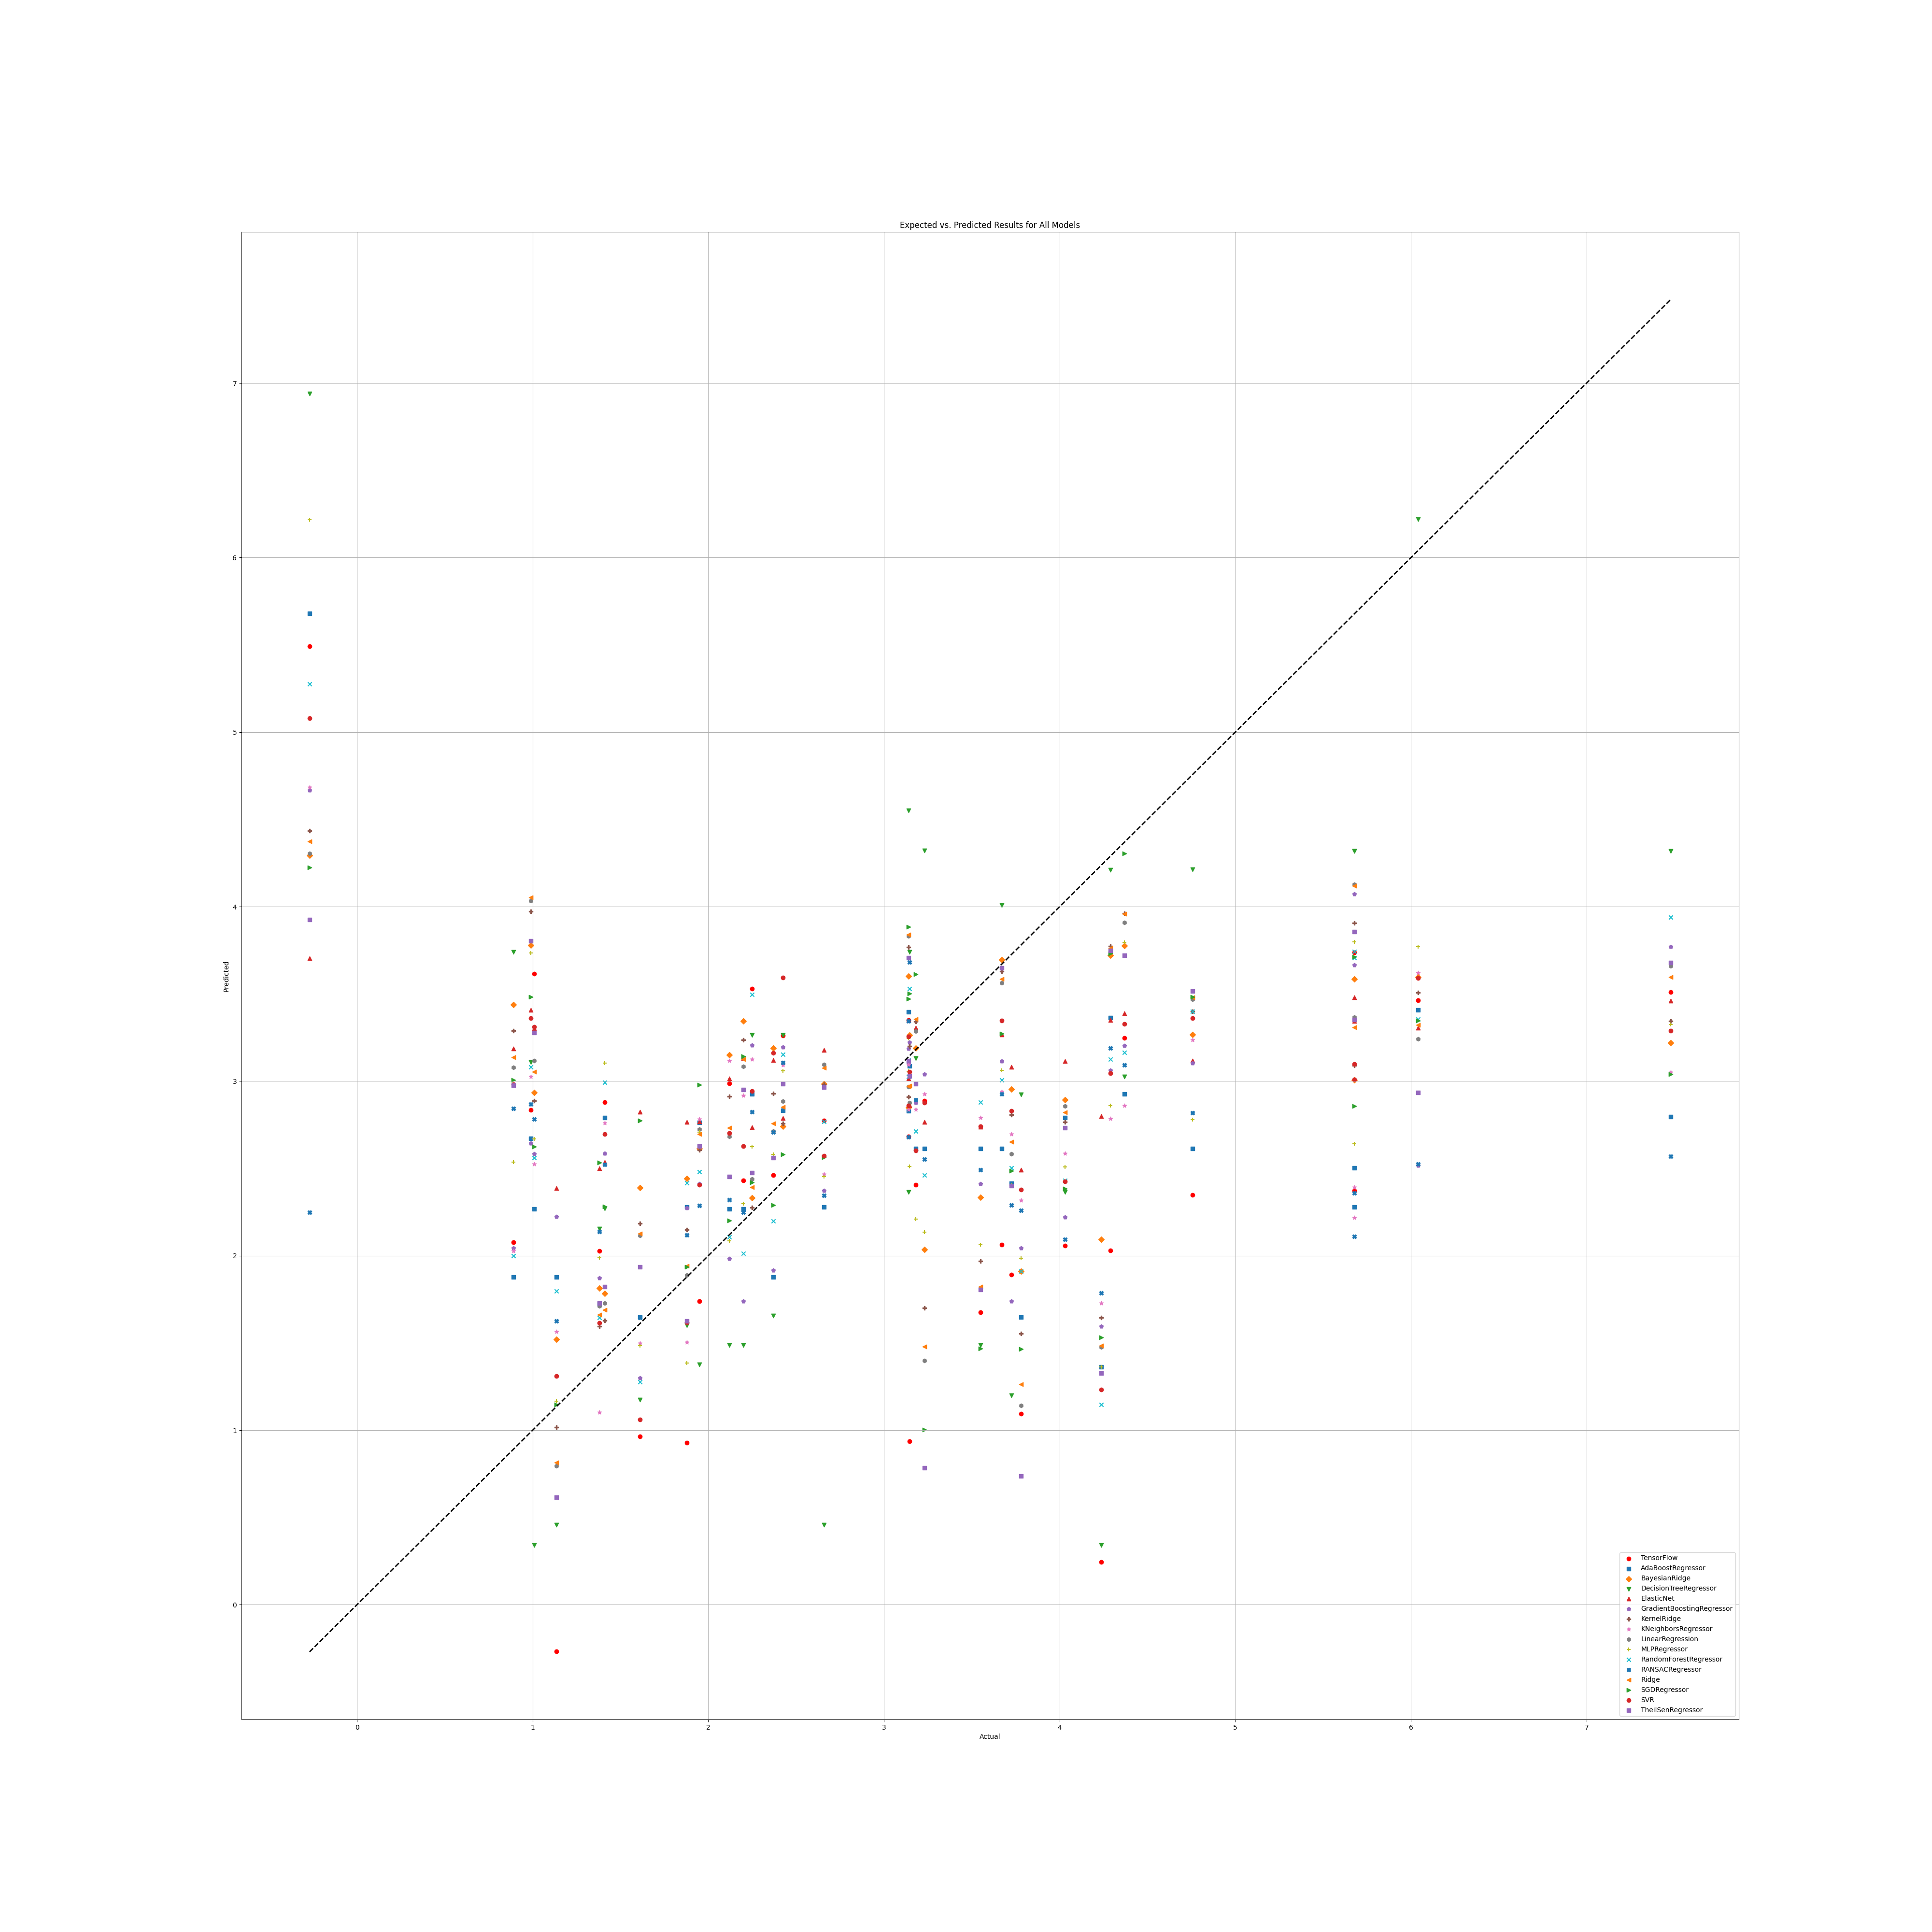 Expected vs. Predicted Results for All Models
Predicted
7
6
5
4
3
2
1
0
0 1 2 3 4 5 6 7
Actual
TensorFlow
AdaBoostRegressor
BayesianRidge
DecisionTreeRegressor
ElasticNet
GradientBoostingRegressor
KernelRidge
KNeighborsRegressor
LinearRegression
MLPRegressor
RandomForestRegressor
RANSACRegressor
Ridge
SGDRegressor
SVR
TheilSenRegressor